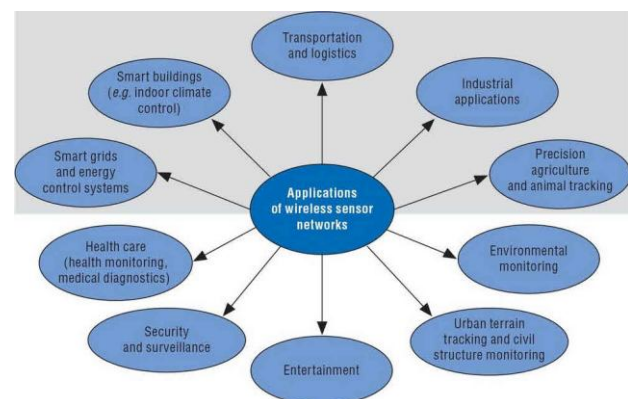 Transportation
and logistics
Smart buildings
(e.g. indoor climate
control)
Industrial
applications
Smart grids
and energy
control systems
Precision
agriculture
and animal tracking
Applications
of wireless sensor
networks
Health care
(health monitoring,
medical diagnostics)
Environmental
monitoring
Security
and surveillance
Urban terrain
tracking and civil
structure monitoring
Entertainment